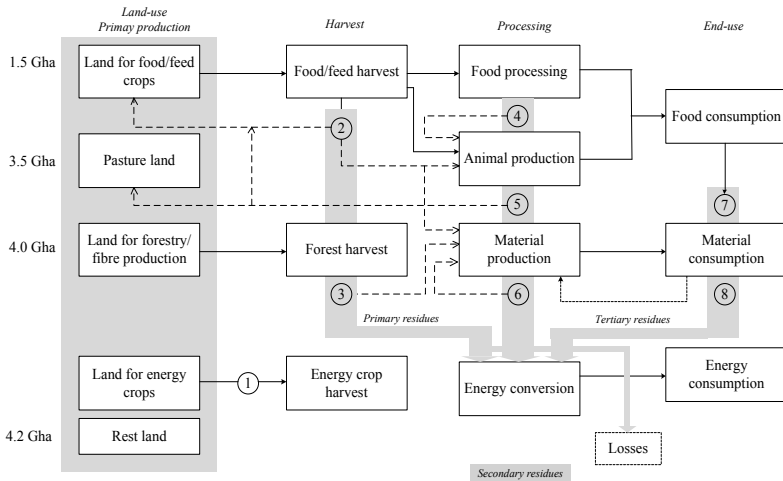 Land-use
Primay production
Harvest
Processing
End-use
1.5 Gha
Land for food/feed
crops
Food/feed harvest
Food processing
2
4
Food consumption
3.5 Gha
Pasture land
Animal production
5
7
4.0 Gha
Land for forestry/
fibre production
Forest harvest
Material
production
Material
consumption
3
6
8
Primary residues
Tertiary residues
Land for energy
crops
1
Energy crop
harvest
Energy conversion
Energy
consumption
4.2 Gha
Rest land
Losses
Secondary residues